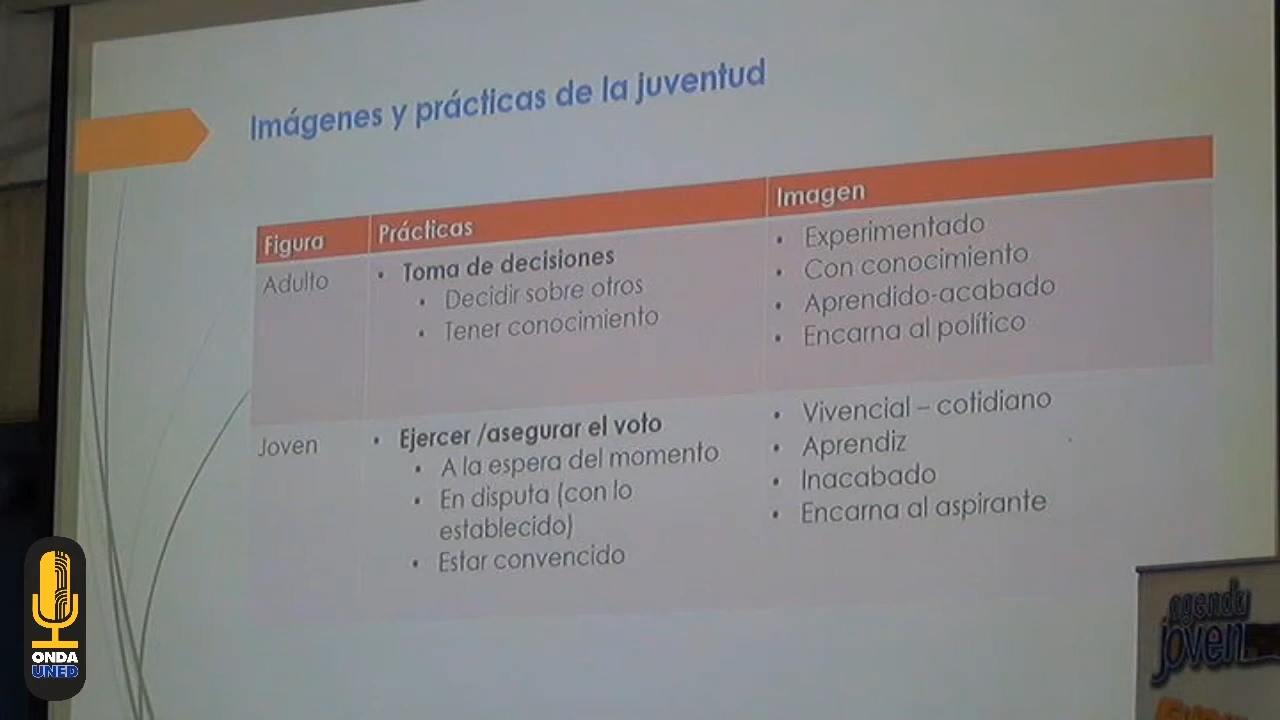 Imágenes y prácticas de la juventud
Figura
Prácticas
Imagen
Adulto
• Toma de decisiones
• Decidir sobre otros
• Tener conocimiento
• Experimentado
• Con conocimiento
• Aprendido-acabado
• Encarna al político
Joven
• Ejercer /asegurar el voto
• A la espera del momento
• En disputa (con lo
establecido)
• Estar convencido
• Vivencial – cotidiano
• Aprendiz
• Inacabado
• Encarna al aspirante
ONDA
UNED
agenda
joven